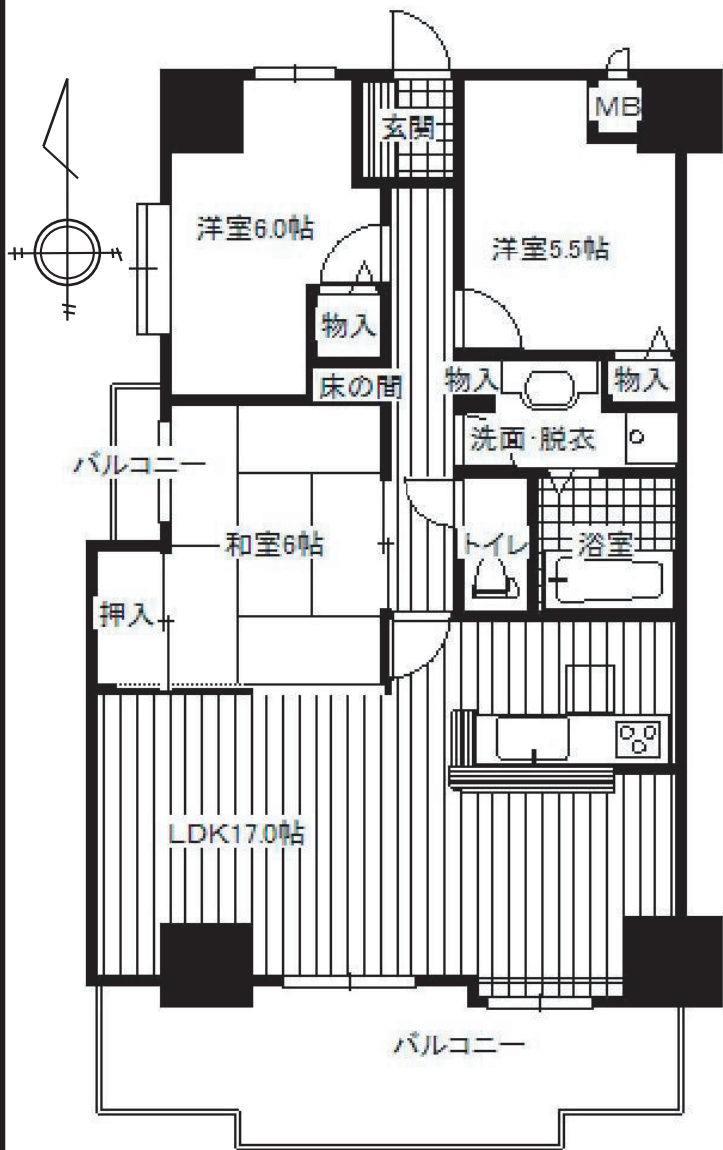 MB
玄関
洋室6.0帖
洋室5.5帖
物入
床の間
物入
物入
洗面・脱衣
バルコニー
和室6帖
トイレ
浴室
押入
LDK17.0帖
バルコニー